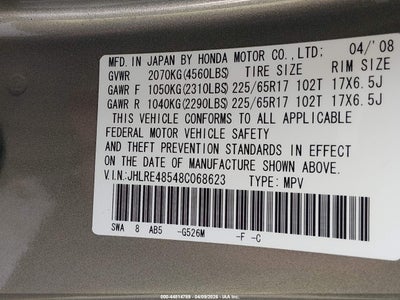 MFD. IN JAPAN BY HONDA MOTOR CO., LTD: 04/'08
GVWR 2070KG(4560LBS) TIRE SIZE RIM SIZE
GAWR F 1050KG(2310LBS) 225/65R17 102T 17X6.5J
GAWR R 1040KG(2290LBS) 225/65R17 102T 17X6.5J
THIS VEHICLE CONFORMS TO ALL APPLICABLE
FEDERAL MOTOR VEHICLE SAFETY
AND THEFT PREVENTION STANDARDS IN EFFECT ON THE
DATE OF MANUFACTURE SHOWN ABOVE.
V.I.N:JHLRE48548C068623 TYPE: MPV
SWA 8 AB5 -G526M -F -C